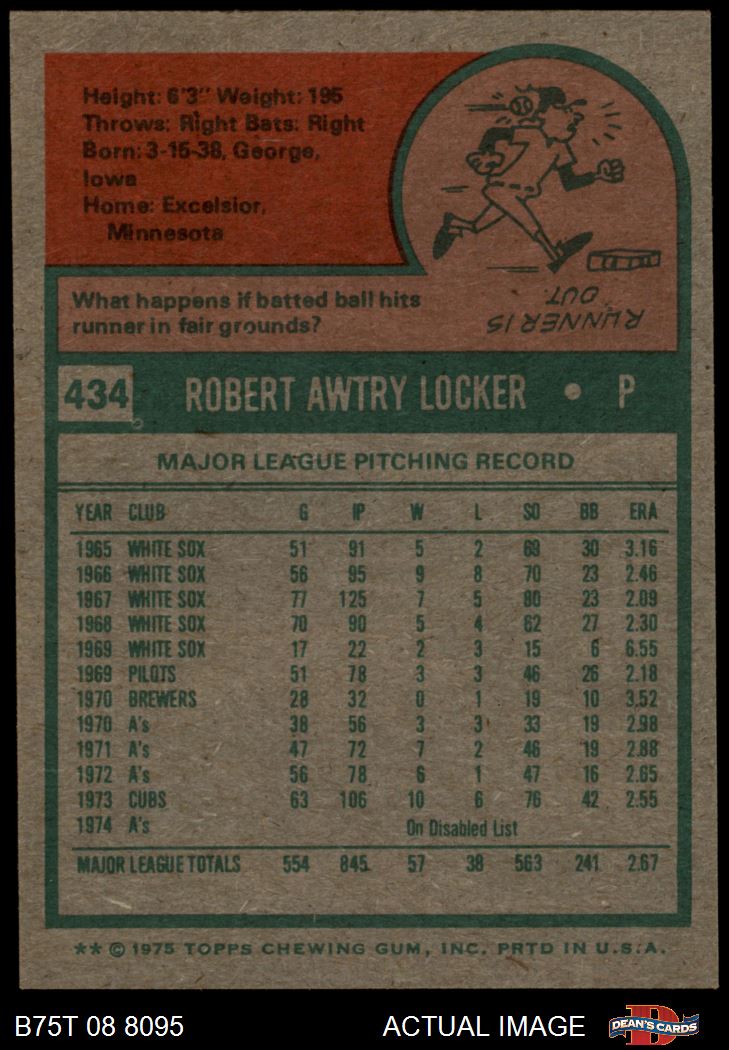 Height: 6'3" Weight: 195
Throws: Right Bats: Right
Born: 3-15-38, George,
Iowa
Home: Excelsior,
Minnesota
What happens if batted ball hits
runner in fair grounds?
RUNNER IS
OUT.
434 ROBERT AWTRY LOCKER • P
MAJOR LEAGUE PITCHING RECORD
YEAR CLUB G IP W L SO BB ERA
1965 WHITE SOX 51 91 5 2 69 30 3.16
1966 WHITE SOX 56 95 9 8 70 23 2.46
1967 WHITE SOX 77 125 7 5 80 23 2.09
1968 WHITE SOX 70 90 5 4 62 27 2.30
1969 WHITE SOX 17 22 2 3 15 6 6.55
1969 PILOTS 51 78 3 3 46 26 2.18
1970 BREWERS 28 32 0 1 19 10 3.52
1970 A's 38 56 3 3 33 19 2.98
1971 A's 47 72 7 2 46 19 2.88
1972 A's 56 78 6 1 47 16 2.65
1973 CUBS 63 106 10 6 76 42 2.55
1974 A's On Disabled List
MAJOR LEAGUE TOTALS 554 845 57 38 563 241 2.67
** © 1975 TOPPS CHEWING GUM, INC. PRTD IN U.S.A.
B75T 08 8095 ACTUAL IMAGE DEAN'S CARDS